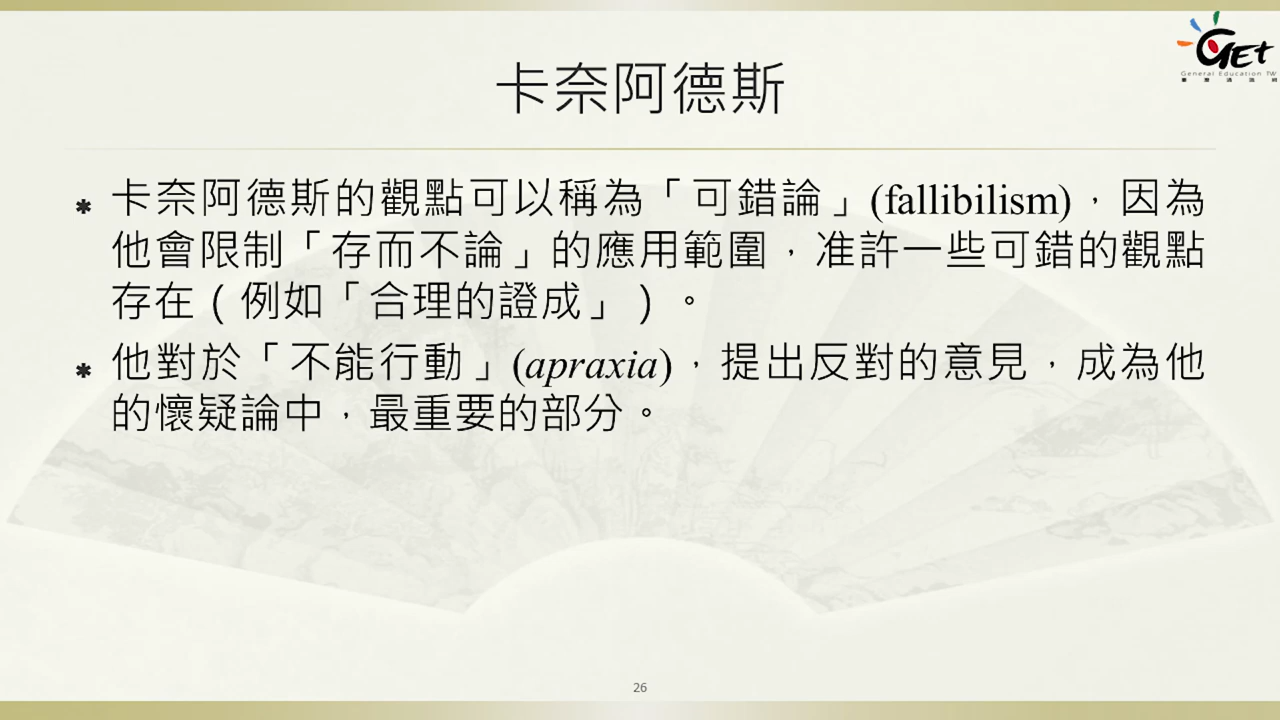 GET
General Education TW
卡奈阿德斯
卡奈阿德斯的觀點可以稱為「可錯論」(fallibilism)，因為
他會限制「存而不論」的應用範圍，准許一些可錯的觀點
存在（例如「合理的證成」）。
他對於「不能行動」(apraxia)，提出反對的意見，成為他
的懷疑論中，最重要的部分。
26